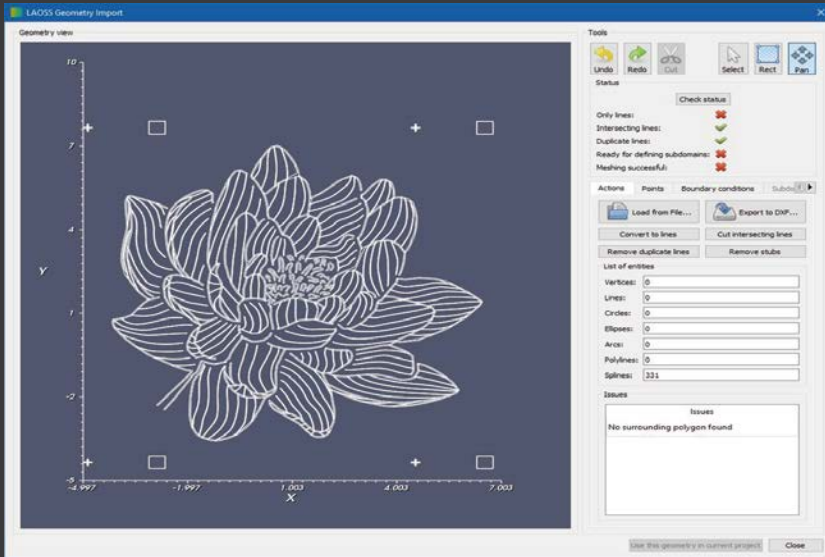 LAOSS Geometry Import
Geometry view
10
7
4
Y
1
-2
-5
-4.997
-1.997
1.003
4.003
7.003
X
Tools
Undo
Redo
Cut
Select
Rect
Pan
Status
Check status
Only lines:
Intersecting lines:
Duplicate lines:
Ready for defining subdomains:
Meshing successful:
Actions
Points
Boundary conditions
Load from File...
Export to DXF...
Convert to lines
Cut intersecting lines
Remove duplicate lines
Remove stubs
List of entities
Vertices: 0
Lines: 0
Circles: 0
Ellipses: 0
Arcs: 0
Polylines: 0
Splines: 331
Issues
Issues
No surrounding polygon found
Use this geometry in current project
Close